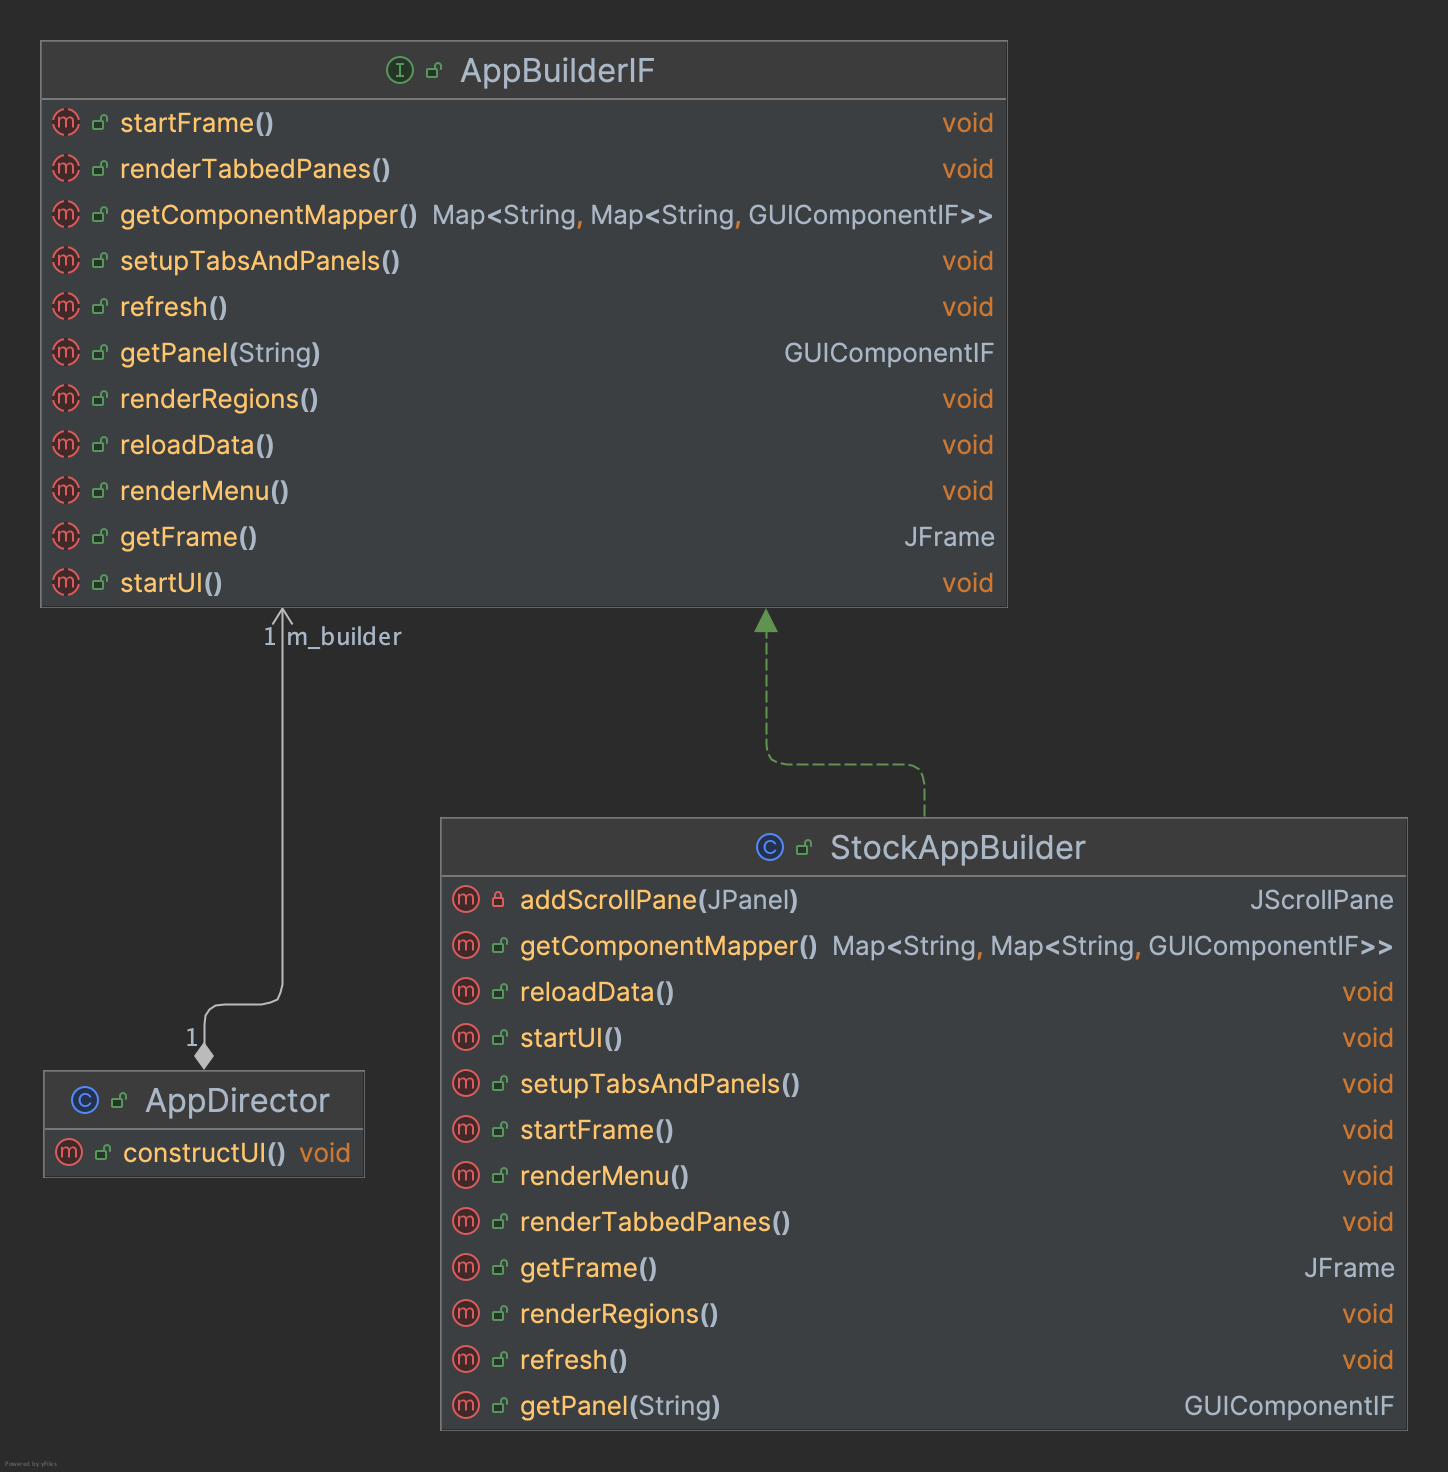 AppBuilderIF
startFrame() void
renderTabbedPanes() void
getComponentMapper() Map<String, Map<String, GUIComponentIF>>
setupTabsAndPanels() void
refresh() void
getPanel(String) GUIComponentIF
renderRegions() void
reloadData() void
renderMenu() void
getFrame() JFrame
startUI() void
1 m_builder
StockAppBuilder
addScrollPane(JPanel) JScrollPane
getComponentMapper() Map<String, Map<String, GUIComponentIF>>
reloadData() void
startUI() void
setupTabsAndPanels() void
startFrame() void
renderMenu() void
renderTabbedPanes() void
getFrame() JFrame
renderRegions() void
refresh() void
getPanel(String) GUIComponentIF
1
AppDirector
constructUI() void
Powered by yFiles